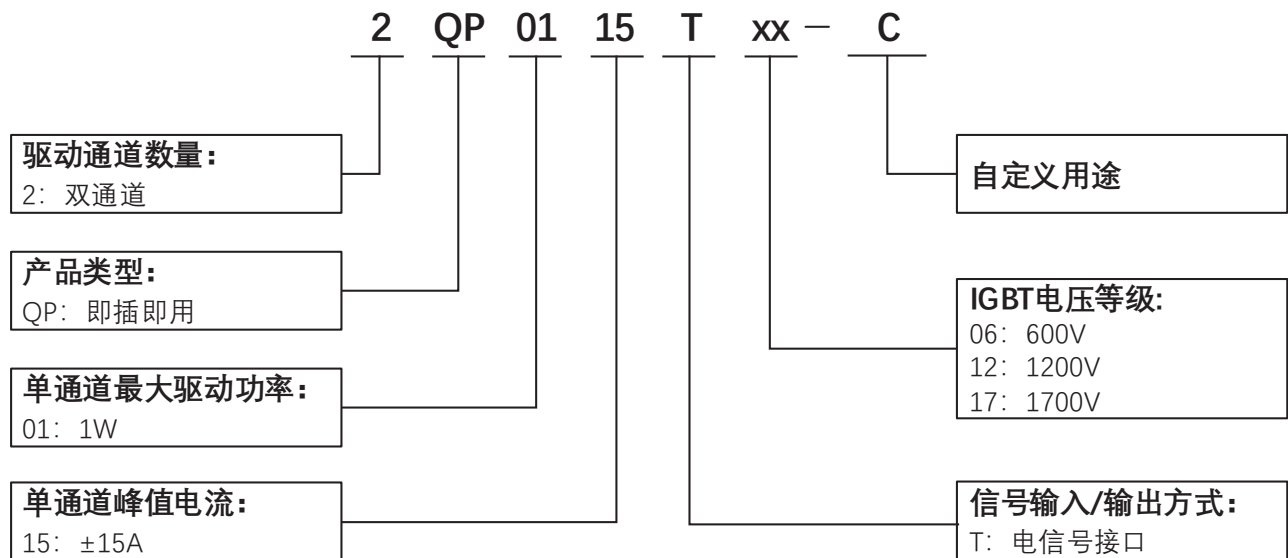 2 QP 01 15 T xx － C
驱动通道数量：
2：双通道
产品类型：
QP：即插即用
单通道最大驱动功率：
01：1W
单通道峰值电流：
15：±15A
自定义用途
IGBT电压等级:
06：600V
12：1200V
17：1700V
信号输入/输出方式：
T：电信号接口